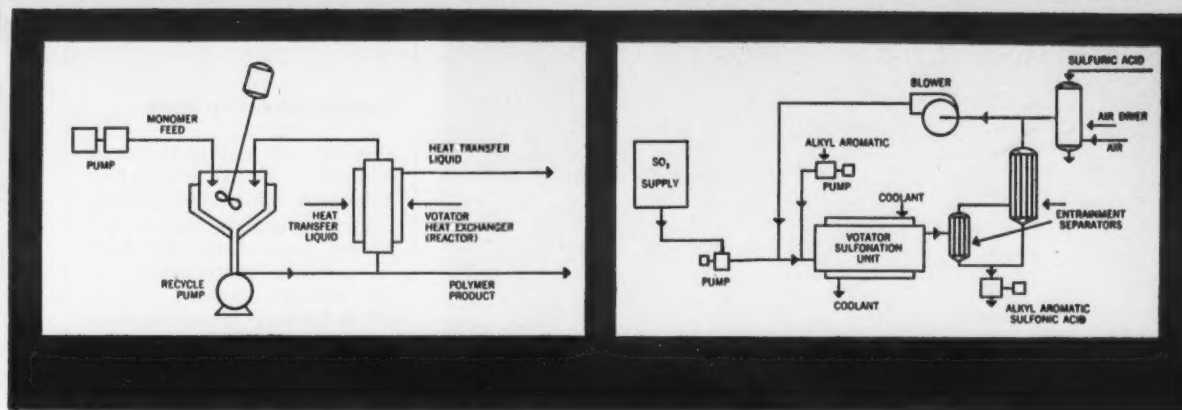 MONOMER
FEED
PUMP
HEAT TRANSFER
LIQUID
HEAT
TRANSFER
LIQUID
VOTATOR
HEAT EXCHANGER
(REACTOR)
RECYCLE
PUMP
POLYMER
PRODUCT
SULFURIC ACID
BLOWER
AIR DRIER
AIR
ALKYL AROMATIC
PUMP
SO₃
SUPPLY
COOLANT
VOTATOR
SULFONATION
UNIT
ENTRAINMENT
SEPARATORS
PUMP
COOLANT
ALKYL AROMATIC
SULFONIC ACID